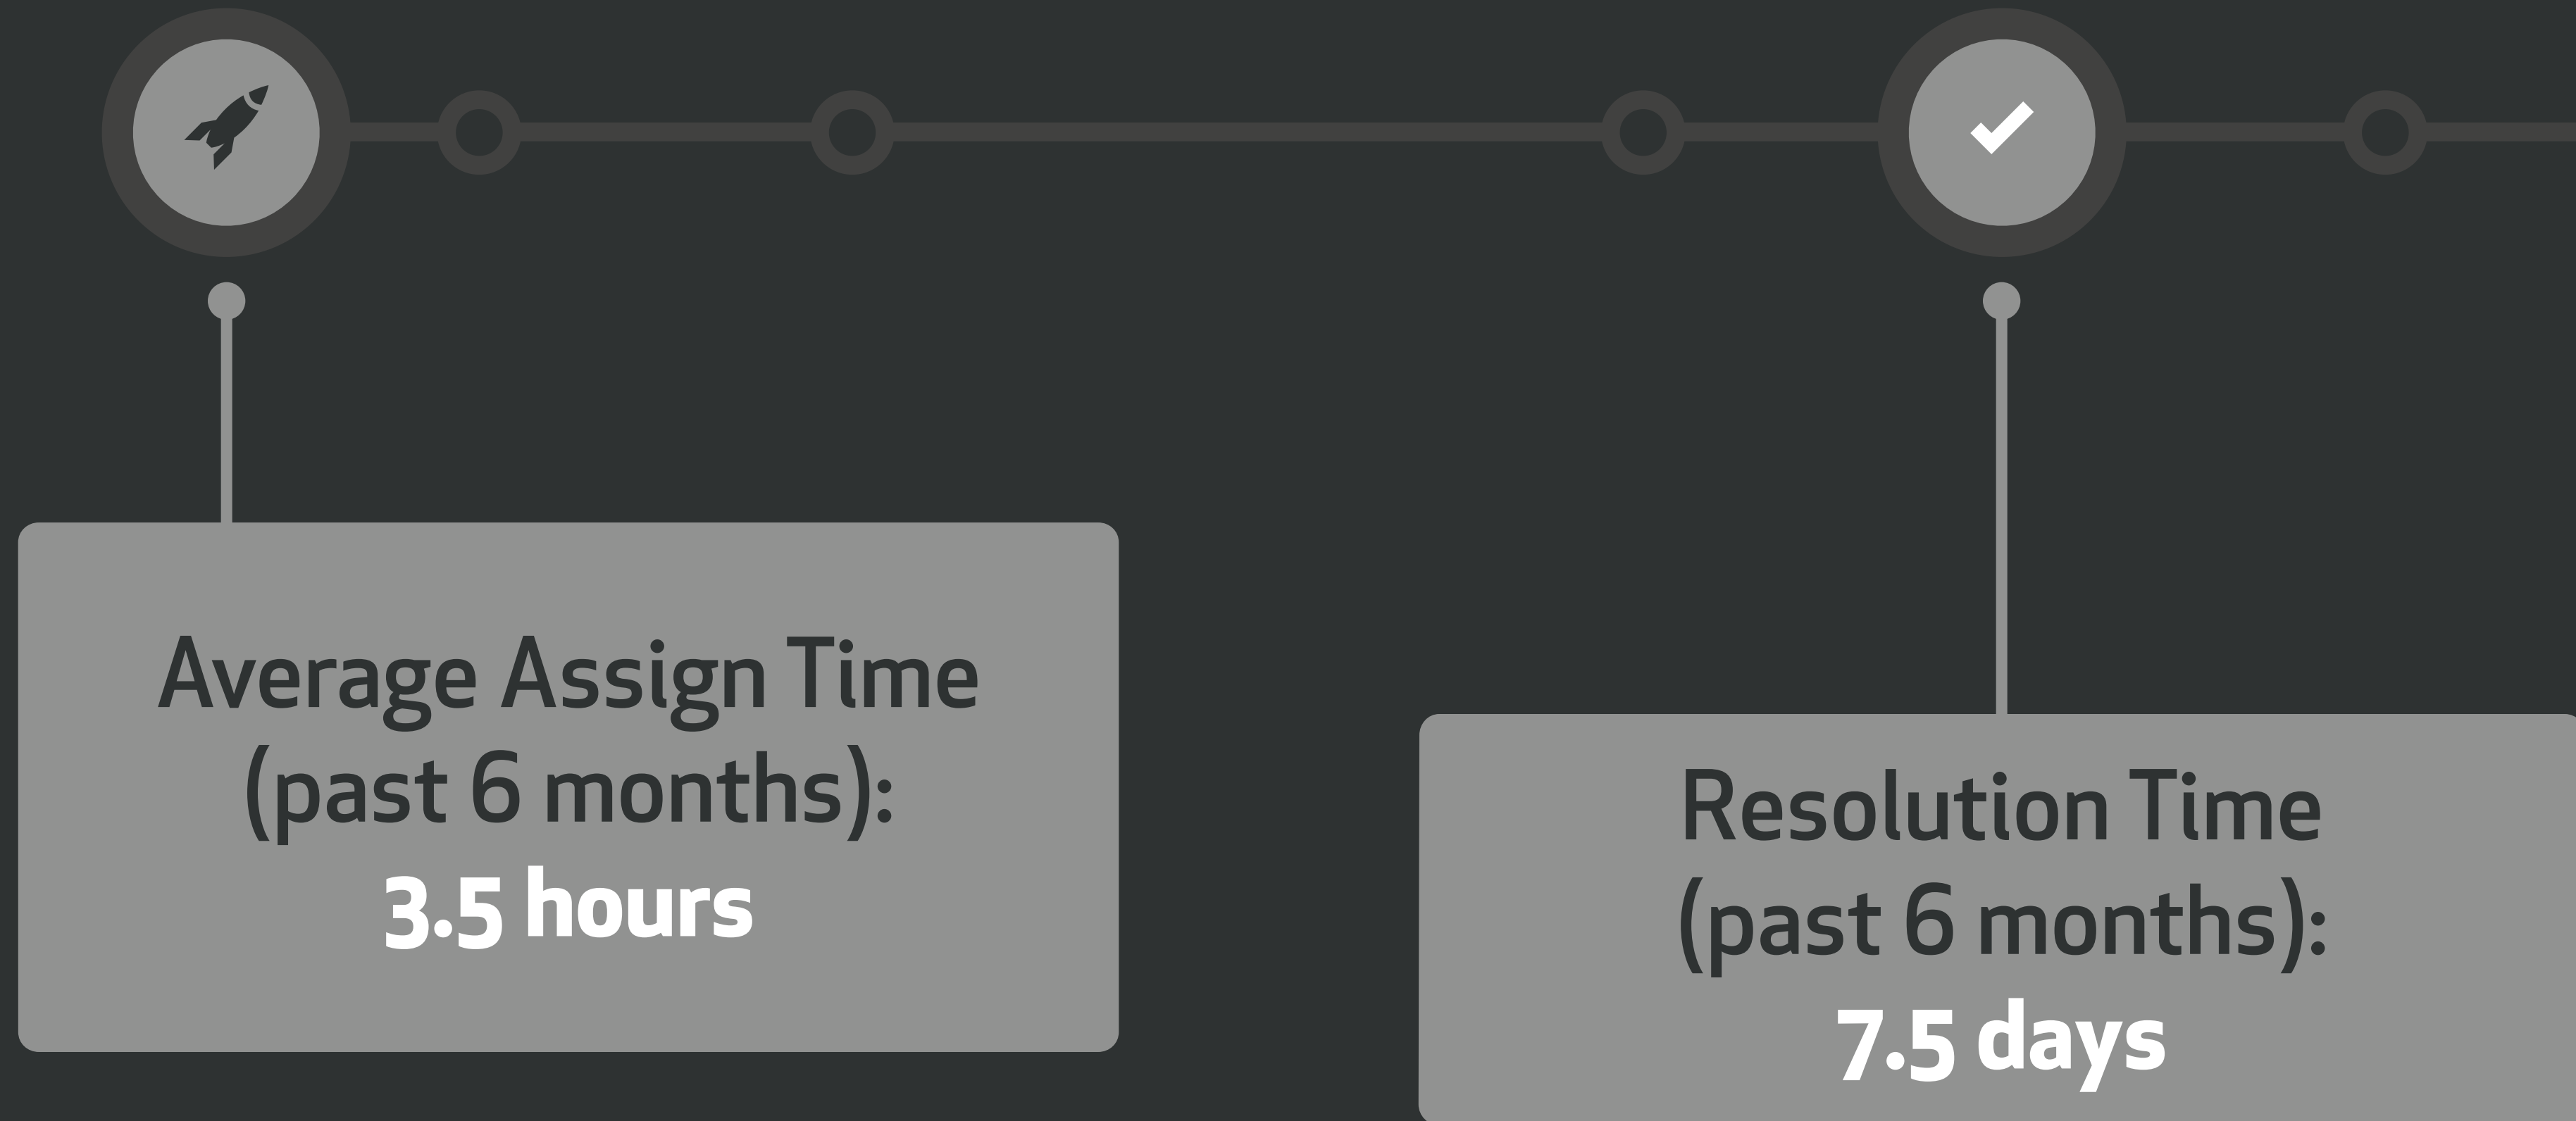 Average Assign Time
(past 6 months):
3.5 hours
Resolution Time
(past 6 months):
7.5 days